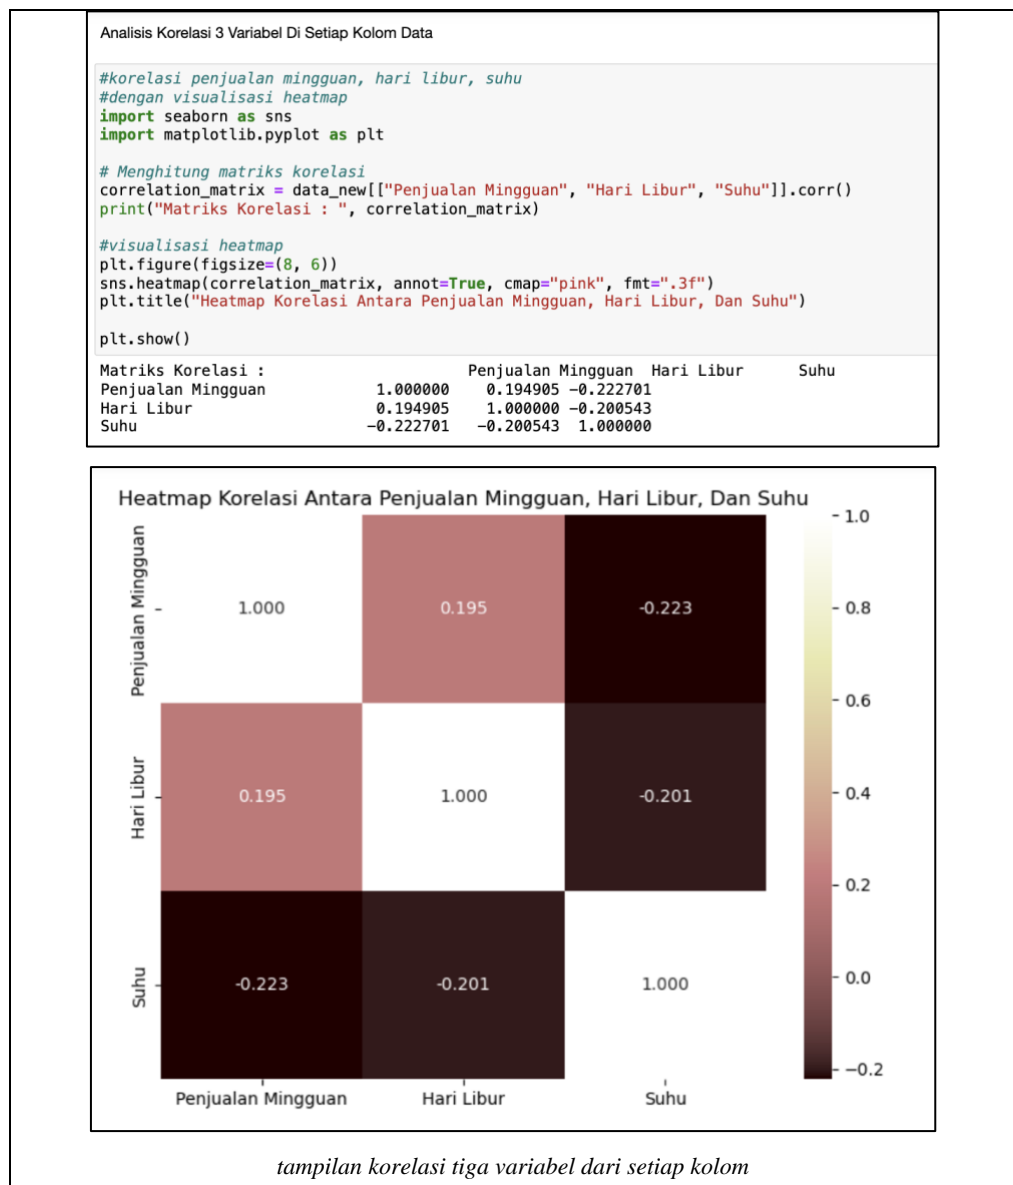 Analisis Korelasi 3 Variabel Di Setiap Kolom Data
#korelasi penjualan mingguan, hari libur, suhu
#dengan visualisasi heatmap
import seaborn as sns
import matplotlib.pyplot as plt
# Menghitung matriks korelasi
correlation_matrix = data_new[["Penjualan Mingguan", "Hari Libur", "Suhu"]].corr()
print("Matriks Korelasi : ", correlation_matrix)
#visualisasi heatmap
plt.figure(figsize=(8, 6))
sns.heatmap(correlation_matrix, annot=True, cmap="pink", fmt=".3f")
plt.title("Heatmap Korelasi Antara Penjualan Mingguan, Hari Libur, Dan Suhu")
plt.show()
Matriks Korelasi : Penjualan Mingguan Hari Libur Suhu
Penjualan Mingguan 1.000000 0.194905 -0.222701
Hari Libur 0.194905 1.000000 -0.200543
Suhu -0.222701 -0.200543 1.000000
Heatmap Korelasi Antara Penjualan Mingguan, Hari Libur, Dan Suhu
Penjualan Mingguan
1.000 0.195 -0.223
Hari Libur
0.195 1.000 -0.201
Suhu
-0.223 -0.201 1.000
Penjualan Mingguan Hari Libur Suhu
1.0
0.8
0.6
0.4
0.2
0.0
−0.2
tampilan korelasi tiga variabel dari setiap kolom